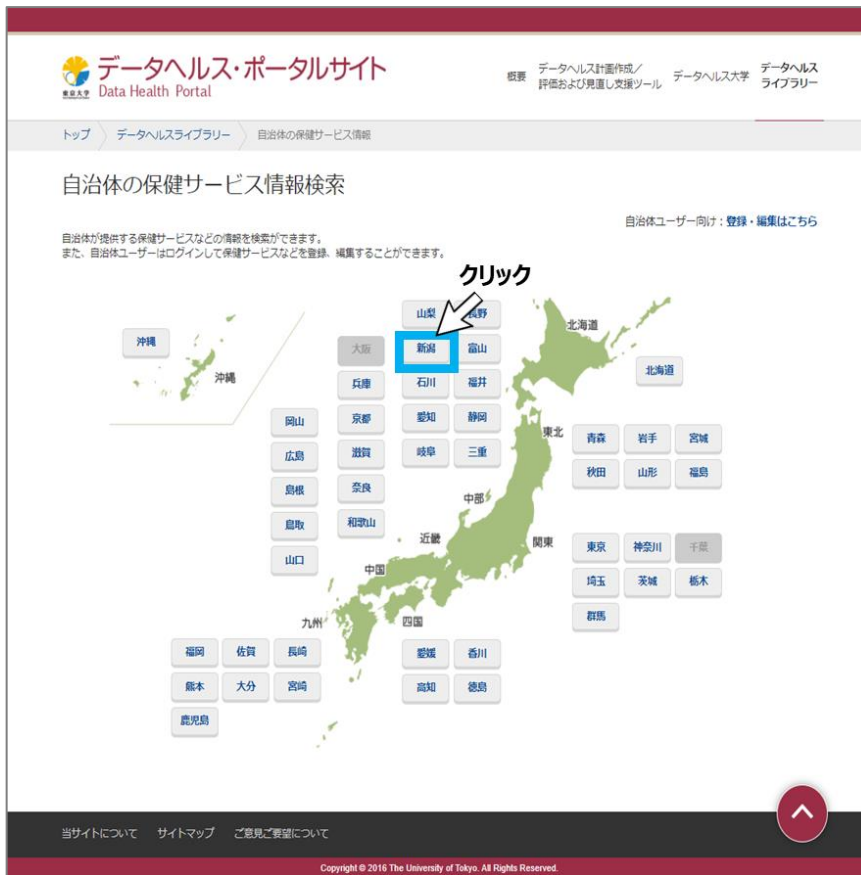 データヘルス・ポータルサイト
東京大学
Data Health Portal
概要
データヘルス計画作成／
評価および見直し支援ツール
データヘルス大学
データヘルス
ライブラリー
トップ
データヘルスライブラリー
自治体の保健サービス情報
自治体の保健サービス情報検索
自治体ユーザー向け：登録・編集はこちら
自治体が提供する保健サービスなどの情報を検索ができます。
また、自治体ユーザーはログインして保健サービスなどを登録、編集することができます。
クリック
山梨 長野
北海道
沖縄
大阪 新潟 富山
沖縄
兵庫 石川 福井
北海道
岡山 京都 愛知 静岡
東北
青森 岩手 宮城
広島 滋賀 岐阜 三重
秋田 山形 福島
島根 奈良
中部
鳥取 和歌山
近畿
関東
東京 神奈川 千葉
山口
中国
埼玉 茨城 栃木
九州
四国
群馬
福岡 佐賀 長崎
愛媛 香川
熊本 大分 宮崎
高知 徳島
鹿児島
当サイトについて サイトマップ ご意見ご要望について
Copyright © 2016 The University of Tokyo. All Rights Reserved.